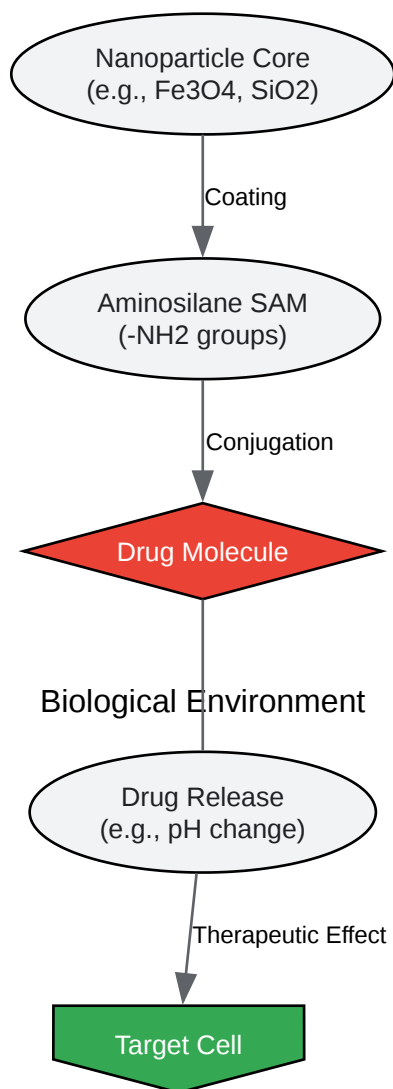 Nanoparticle Core
(e.g., Fe3O4, SiO2)
Coating
Aminosilane SAM
(-NH2 groups)
Conjugation
Drug Molecule
Biological Environment
Drug Release
(e.g., pH change)
Therapeutic Effect
Target Cell